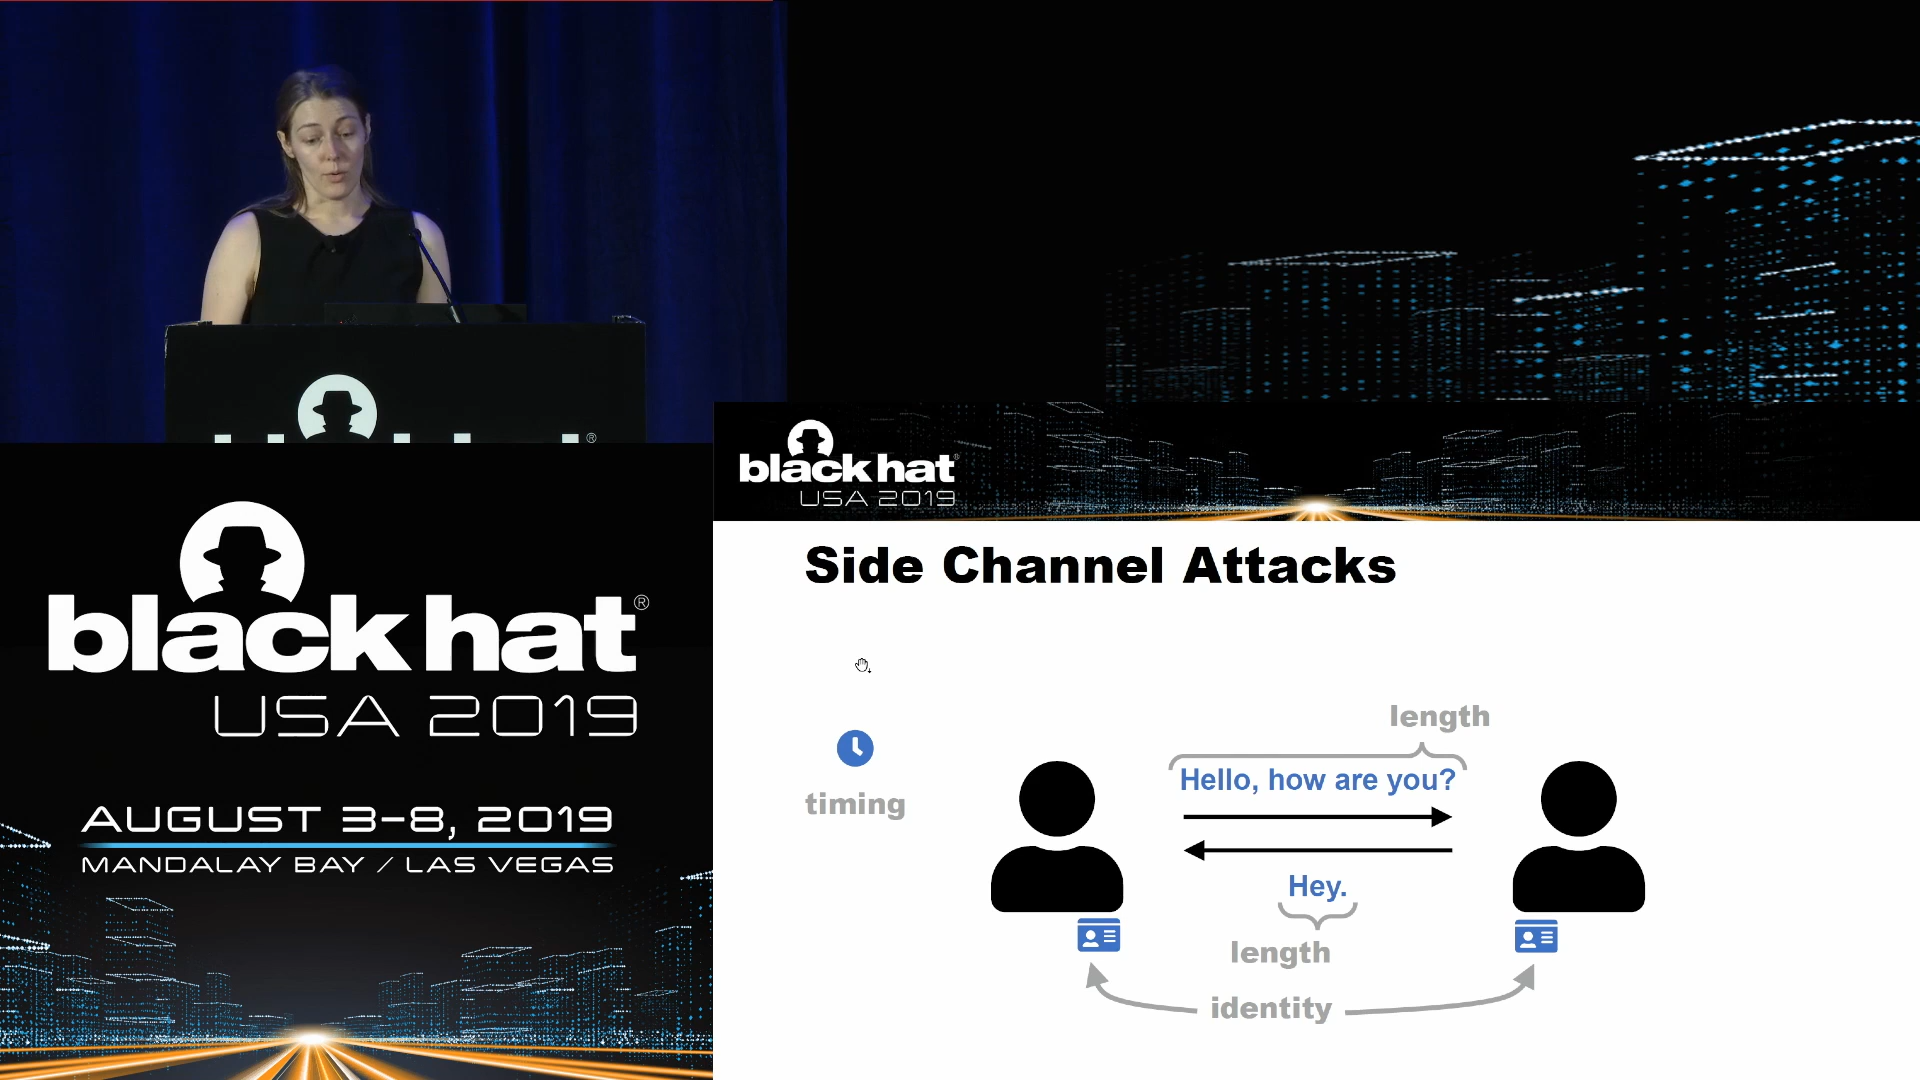 ®
black hat®
USA 2019
AUGUST 3-8, 2019
MANDALAY BAY / LAS VEGAS
black hat®
USA 2019
Side Channel Attacks
length
Hello, how are you?
timing
Hey.
length
identity